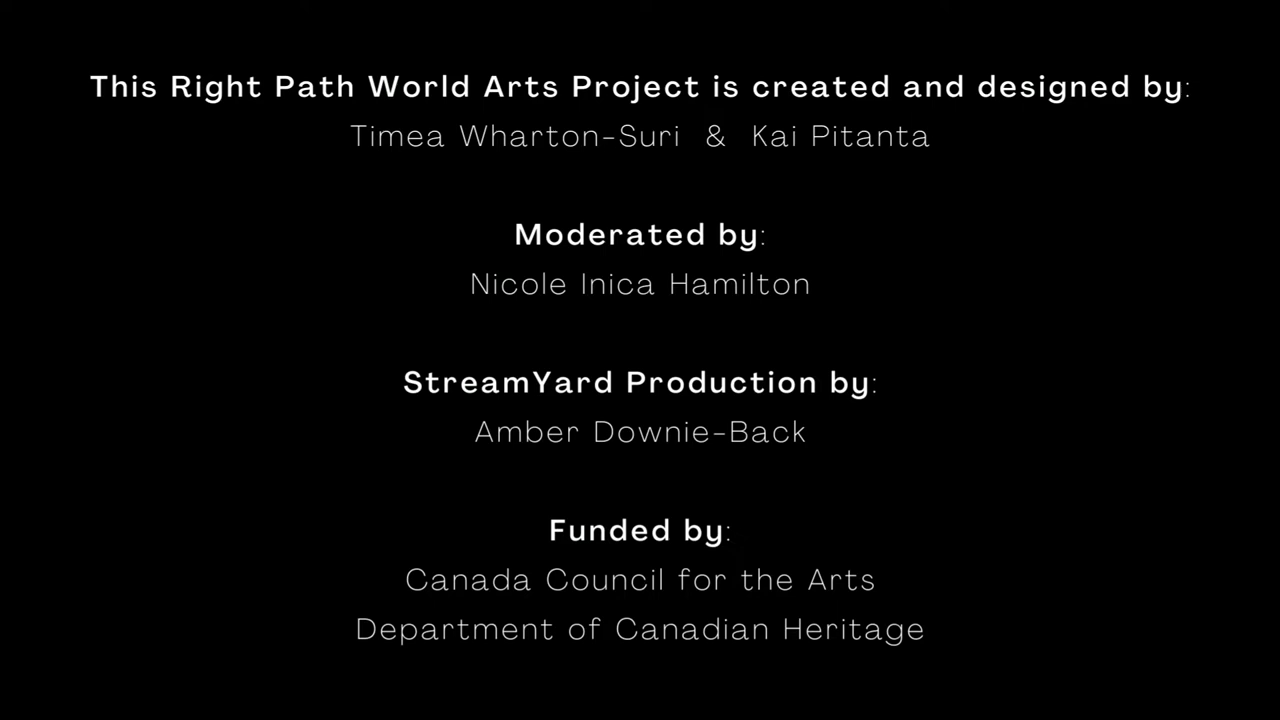 This Right Path World Arts Project is created and designed by:
Timea Wharton-Suri & Kai Pitanta
Moderated by:
Nicole Inica Hamilton
StreamYard Production by:
Amber Downie-Back
Funded by:
Canada Council for the Arts
Department of Canadian Heritage